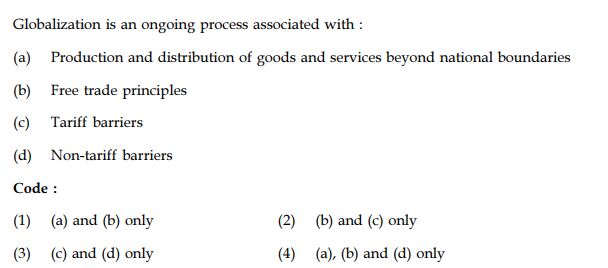 Globalization is an ongoing process associated with :
(a) Production and distribution of goods and services beyond national boundaries
(b) Free trade principles
(c) Tariff barriers
(d) Non-tariff barriers
Code :
(1) (a) and (b) only (2) (b) and (c) only
(3) (c) and (d) only (4) (a), (b) and (d) only